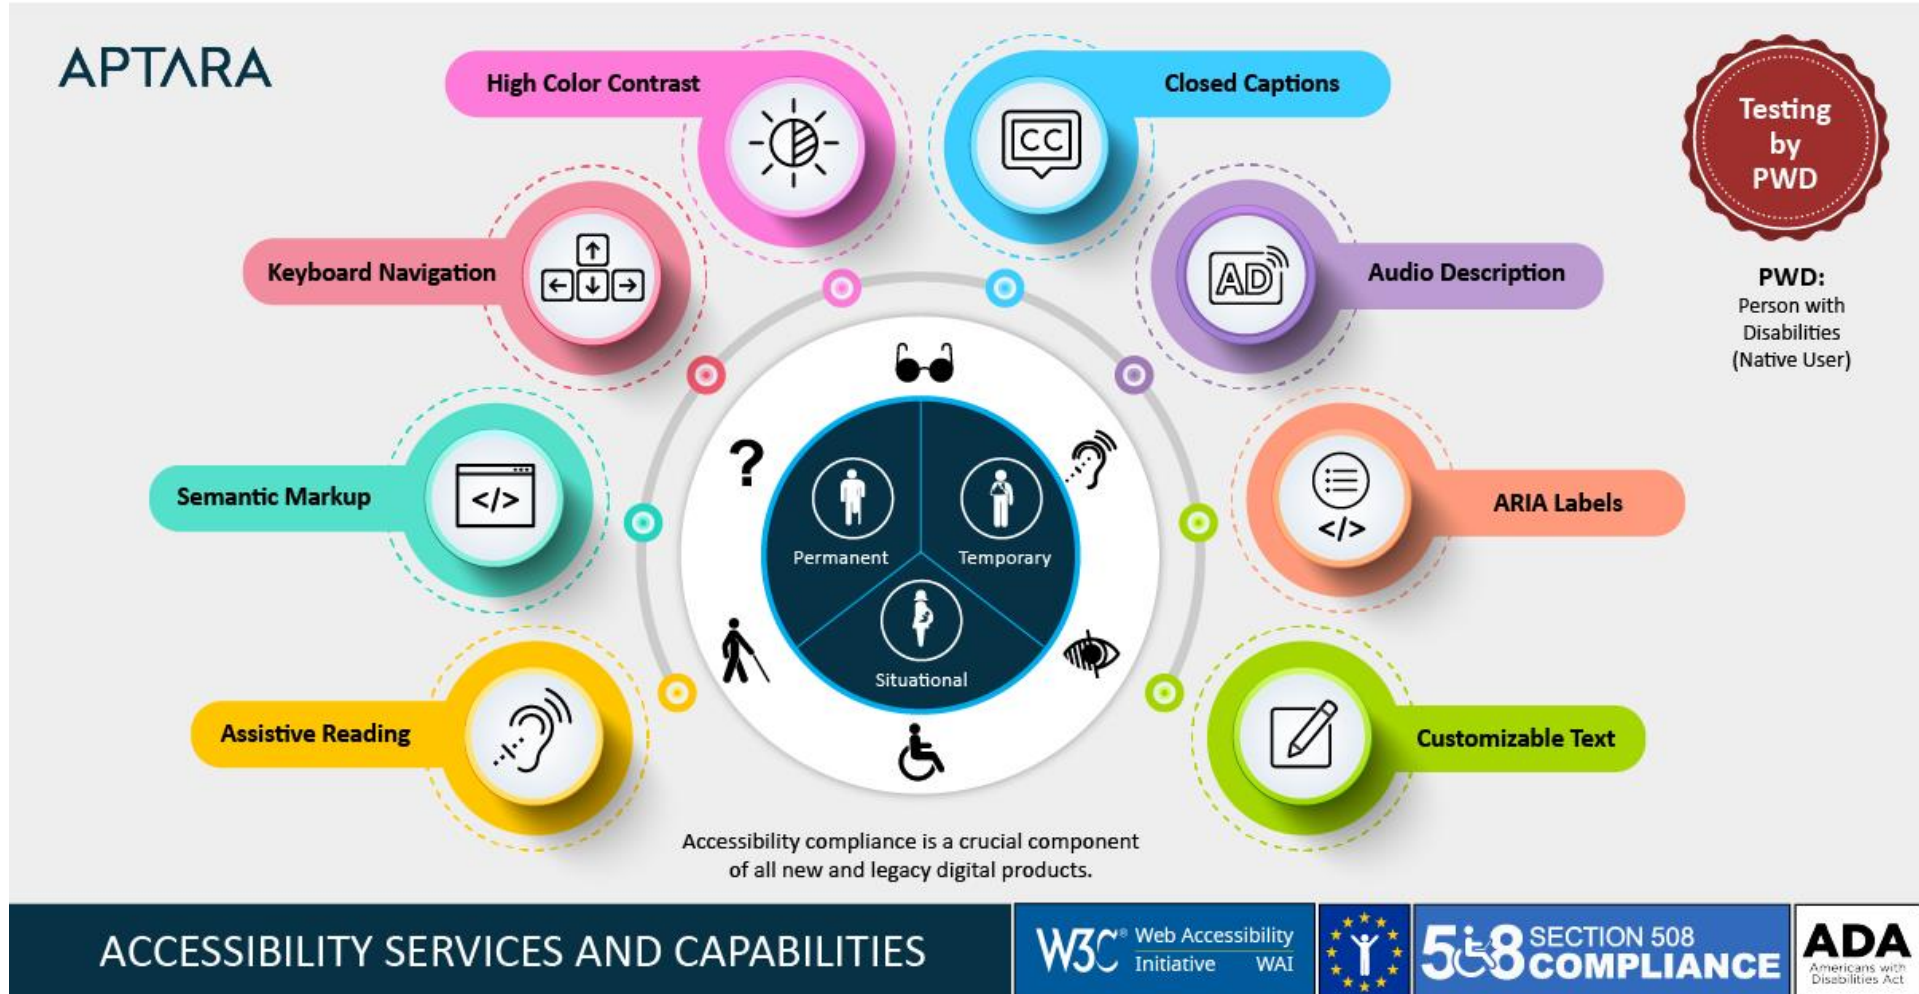 APTARA
High Color Contrast
Closed Captions
CC
Testing
by
PWD
PWD:
Person with
Disabilities
(Native User)
Keyboard Navigation
AD
Audio Description
Semantic Markup
</>
ARIA Labels
</>
?
Permanent
Temporary
Situational
Assistive Reading
Customizable Text
Accessibility compliance is a crucial component
of all new and legacy digital products.
ACCESSIBILITY SERVICES AND CAPABILITIES
W3C® Web Accessibility
Initiative WAI
508 SECTION 508
COMPLIANCE
ADA
Americans with
Disabilities Act